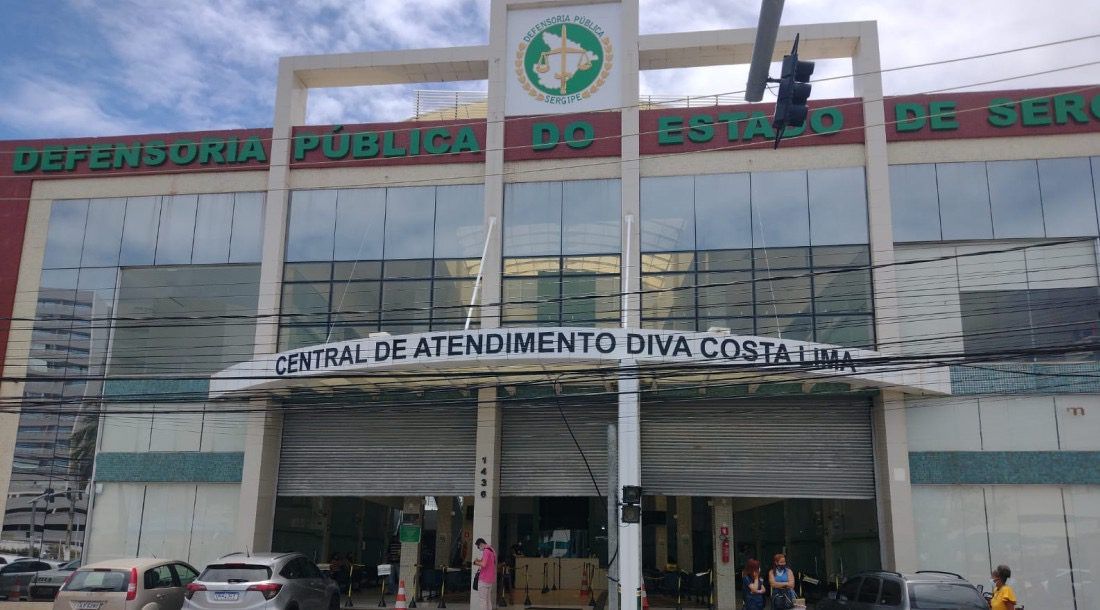 DEFENSORIA PÚBLICA
SERGIPE
DEFENSORIA PÚBLICA DO ESTADO DE SERG
CENTRAL DE ATENDIMENTO DIVA COSTA LIMA
1436